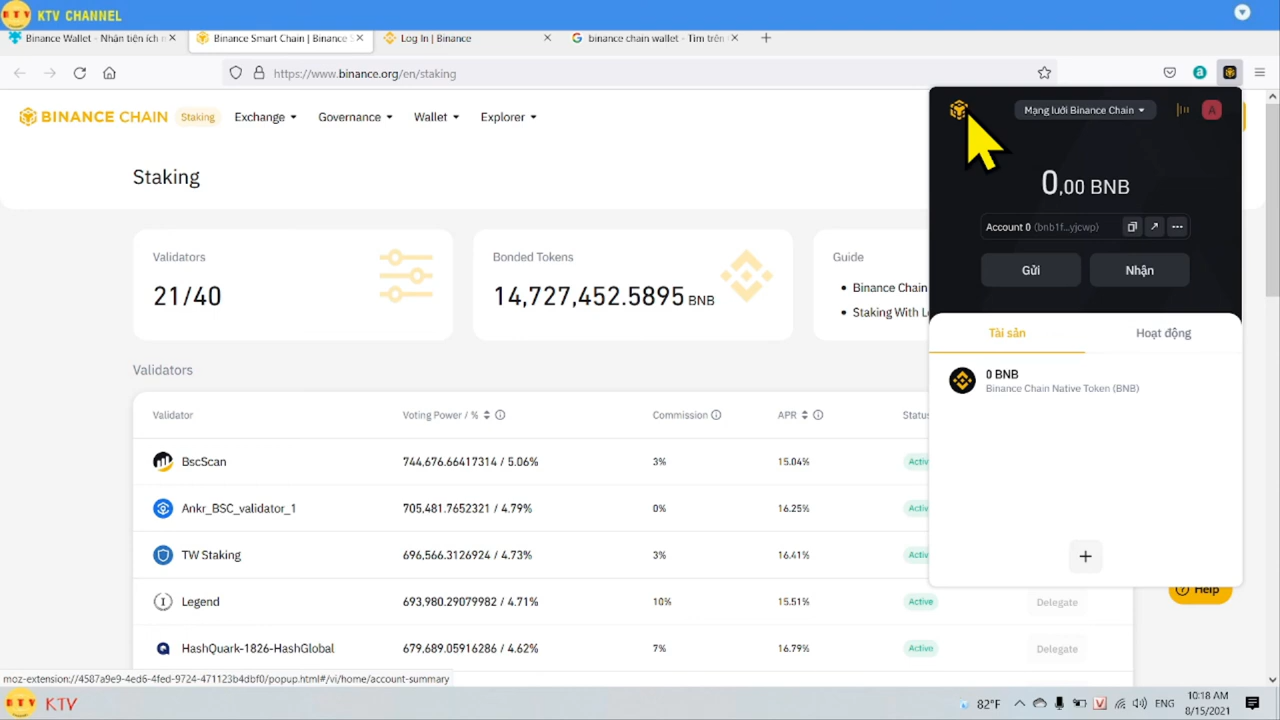 KTV CHANNEL
Binance Wallet - Nhận tiện ích m
Binance Smart Chain | Binance S
Log In | Binance
binance chain wallet - Tìm trên
https://www.binance.org/en/staking
BINANCE CHAIN
Staking
Exchange
Governance
Wallet
Explorer
Mạng lưới Binance Chain
A
Staking
0,00 BNB
Account 0 (bnb1f...yjcwp)
Gửi
Nhận
Validators
21/40
Bonded Tokens
14,727,452.5895 BNB
Guide
Binance Chain
Staking With Le
Tài sản
Hoạt động
0 BNB
Binance Chain Native Token (BNB)
Validators
Validator
Voting Power / %
Commission
APR
Status
BscScan
744,676.66417314 / 5.06%
3%
15.04%
Active
Ankr_BSC_validator_1
705,481.7652321 / 4.79%
0%
16.25%
Active
TW Staking
696,566.3126924 / 4.73%
3%
16.41%
Active
Legend
693,980.29079982 / 4.71%
10%
15.51%
Active
Delegate
HashQuark-1826-HashGlobal
679,689.05916286 / 4.62%
7%
16.79%
Active
Delegate
Help
moz-extension://4587a9e9-4ed6-4fed-9724-471123b4dbf0/popup.html#/vi/home/account-summary
KTV
82°F
V
ENG
10:18 AM
8/15/2021